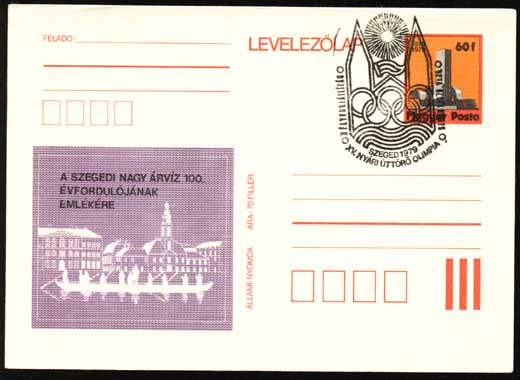 FELADÓ:
LEVELEZŐLAP
60 f
1979
Magyar Posta
SZEGED 1979
XV. NYÁRI ÚTTÖRŐ OLIMPIA
A SZEGEDI NAGY ÁRVÍZ 100.
ÉVFORDULÓJÁNAK
EMLÉKÉRE
ÁRA: 70 FILLÉR
ÁLLAMI NYOMDA